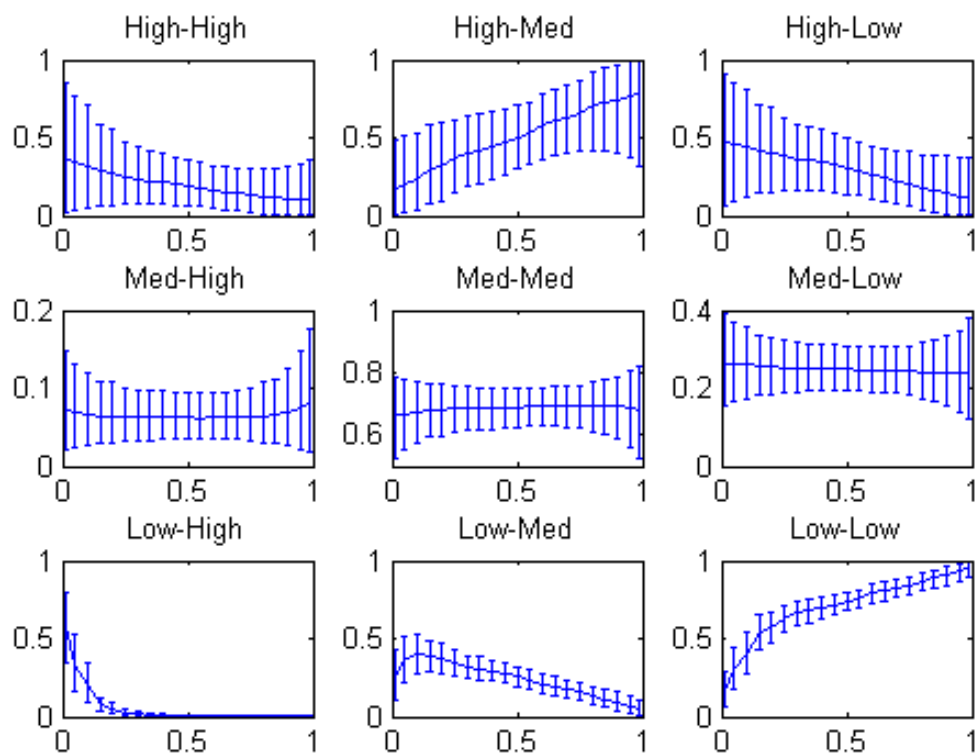 High-High High-Med High-Low
1 1 1
0.5 0.5 0.5
0 0 0
0 0.5 1 0 0.5 1 0 0.5 1
Med-High Med-Med Med-Low
0.2 1 0.4
0.1 0.8 0.2
0.6
0 0
0 0.5 1 0 0.5 1 0 0.5 1
Low-High Low-Med Low-Low
1 1 1
0.5 0.5 0.5
0 0 0
0 0.5 1 0 0.5 1 0 0.5 1